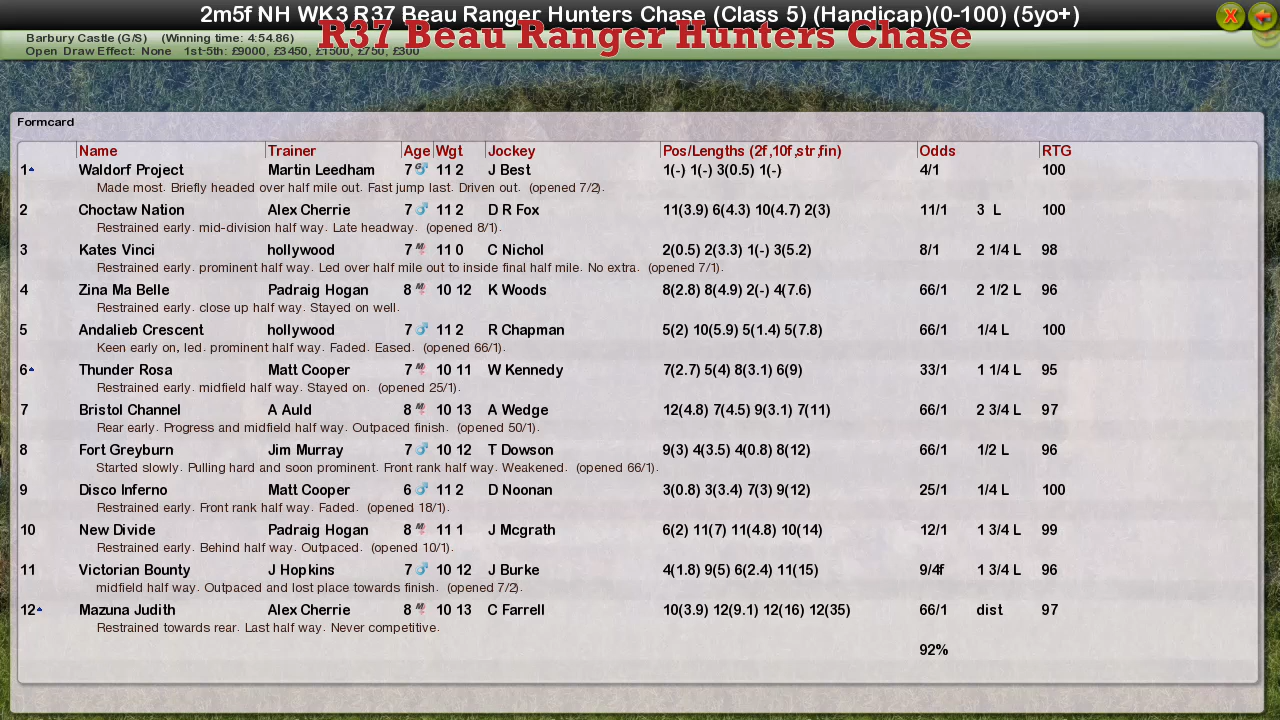 2m5f NH WK3 R37 Beau Ranger Hunters Chase (Class 5) (Handicap)(0-100) (5yo+)
R37 Beau Ranger Hunters Chase
Barbury Castle (G/S) (Winning time: 4:54.86)
Open Draw Effect: None 1st-5th: £9000, £3450, £1500, £750, £300
Formcard
Name Trainer Age Wgt Jockey Pos/Lengths (2f,10f,str,fin) Odds RTG
1 Waldorf Project Martin Leedham 7 11 2 J Best 1(-) 1(-) 3(0.5) 1(-) 4/1 100
Made most. Briefly headed over half mile out. Fast jump last. Driven out. (opened 7/2).
2 Choctaw Nation Alex Cherrie 7 11 2 D R Fox 11(3.9) 6(4.3) 10(4.7) 2(3) 11/1 3 L 100
Restrained early. mid-division half way. Late headway. (opened 8/1).
3 Kates Vinci hollywood 7 11 0 C Nichol 2(0.5) 2(3.3) 1(-) 3(5.2) 8/1 2 1/4 L 98
Restrained early. prominent half way. Led over half mile out to inside final half mile. No extra. (opened 7/1).
4 Zina Ma Belle Padraig Hogan 8 10 12 K Woods 8(2.8) 8(4.9) 2(-) 4(7.6) 66/1 2 1/2 L 96
Restrained early. close up half way. Stayed on well.
5 Andalieb Crescent hollywood 7 11 2 R Chapman 5(2) 10(5.9) 5(1.4) 5(7.8) 66/1 1/4 L 100
Keen early on, led. prominent half way. Faded. Eased. (opened 66/1).
6 Thunder Rosa Matt Cooper 7 10 11 W Kennedy 7(2.7) 5(4) 8(3.1) 6(9) 33/1 1 1/4 L 95
Restrained early. midfield half way. Stayed on. (opened 25/1).
7 Bristol Channel A Auld 8 10 13 A Wedge 12(4.8) 7(4.5) 9(3.1) 7(11) 66/1 2 3/4 L 97
Rear early. Progress and midfield half way. Outpaced finish. (opened 50/1).
8 Fort Greyburn Jim Murray 7 10 12 T Dowson 9(3) 4(3.5) 4(0.8) 8(12) 66/1 1/2 L 96
Started slowly. Pulling hard and soon prominent. Front rank half way. Weakened. (opened 66/1).
9 Disco Inferno Matt Cooper 6 11 2 D Noonan 3(0.8) 3(3.4) 7(3) 9(12) 25/1 1/4 L 100
Restrained early. Front rank half way. Faded. (opened 18/1).
10 New Divide Padraig Hogan 8 11 1 J Mcgrath 6(2) 11(7) 11(4.8) 10(14) 12/1 1 3/4 L 99
Restrained early. Behind half way. Outpaced. (opened 10/1).
11 Victorian Bounty J Hopkins 7 10 12 J Burke 4(1.8) 9(5) 6(2.4) 11(15) 9/4f 1 3/4 L 96
midfield half way. Outpaced and lost place towards finish. (opened 7/2).
12 Mazuna Judith Alex Cherrie 8 10 13 C Farrell 10(3.9) 12(9.1) 12(16) 12(35) 66/1 dist 97
Restrained towards rear. Last half way. Never competitive.
92%